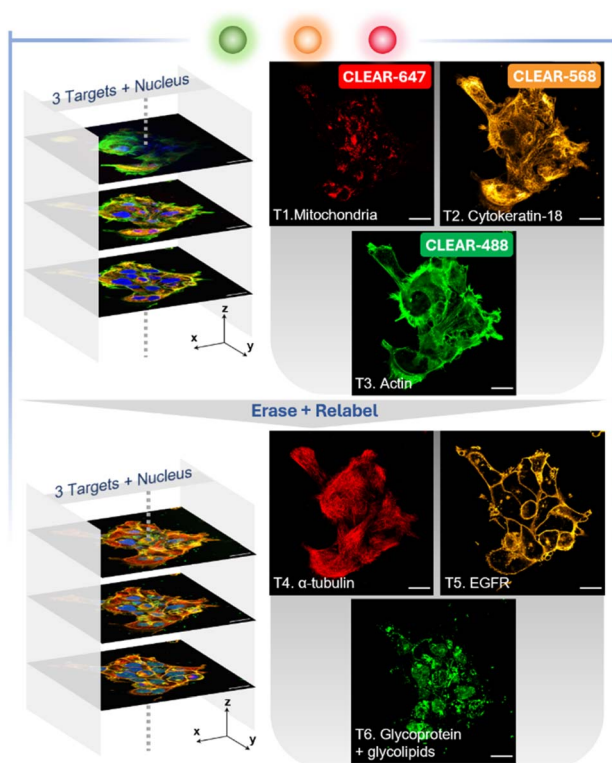 3 Targets + Nucleus
CLEAR-647
T1.Mitochondria
CLEAR-568
T2. Cytokeratin-18
CLEAR-488
T3. Actin
z
x
y
Erase + Relabel
3 Targets + Nucleus
T4. α-tubulin
T5. EGFR
T6. Glycoprotein
+ glycolipids
z
x
y